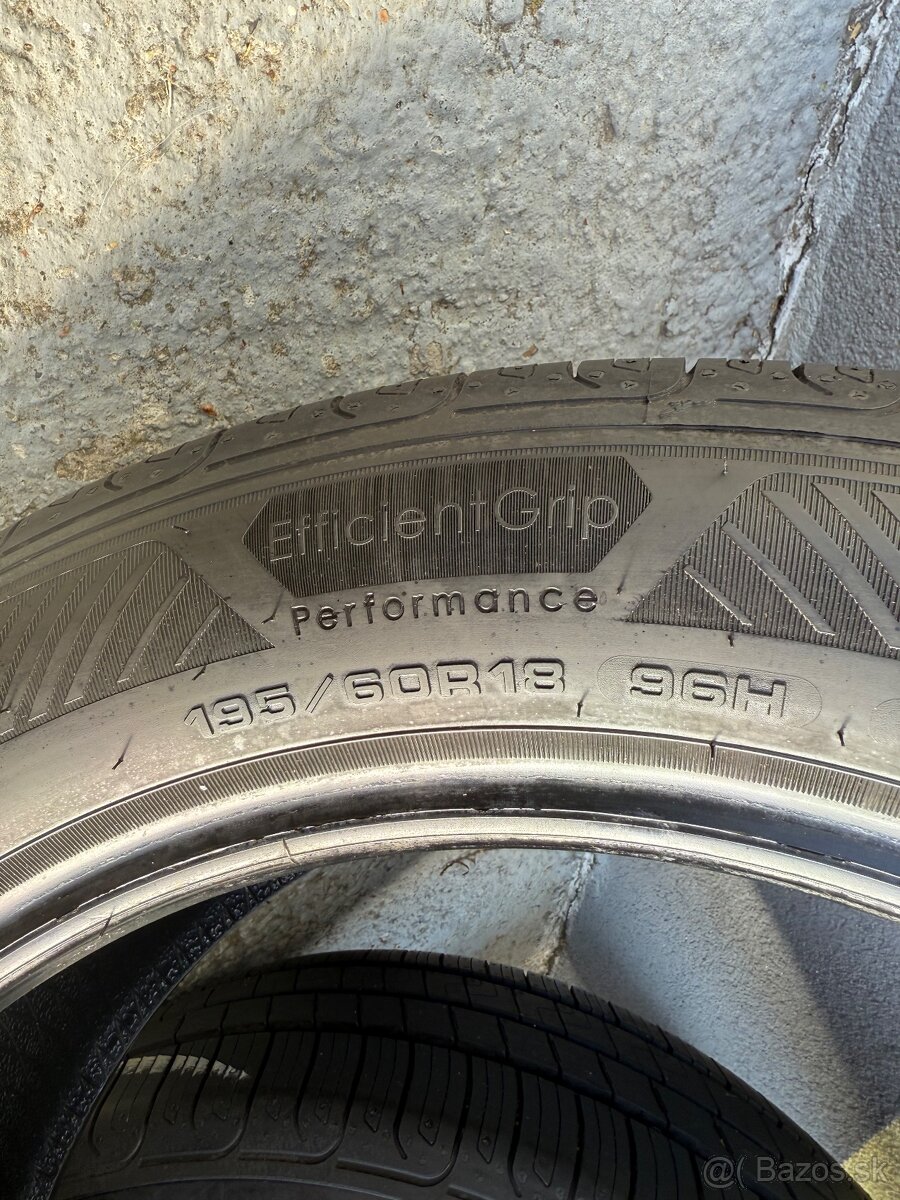 EfficientGrip
Performance
195/60R18 96H
@( Bazos.sk